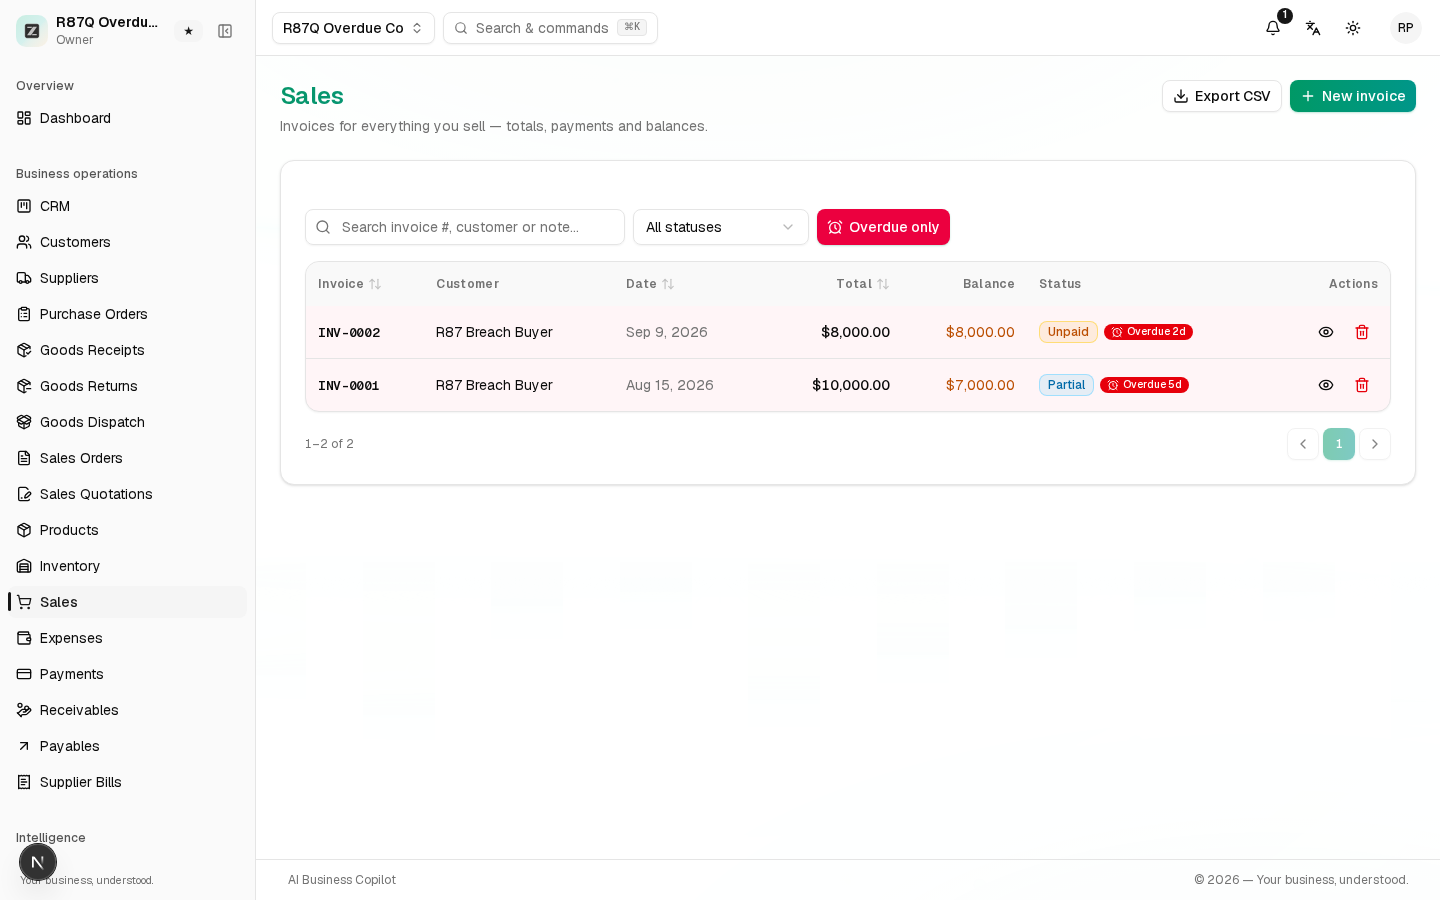 R87Q Overdu...
Owner
★
R87Q Overdue Co
Search & commands
⌘K
1
RP
Overview
Dashboard
Business operations
CRM
Customers
Suppliers
Purchase Orders
Goods Receipts
Goods Returns
Goods Dispatch
Sales Orders
Sales Quotations
Products
Inventory
Sales
Expenses
Payments
Receivables
Payables
Supplier Bills
Intelligence
N
Your business, understood.
Sales
Invoices for everything you sell — totals, payments and balances.
Export CSV
New invoice
Search invoice #, customer or note...
All statuses
Overdue only
Invoice Customer Date Total Balance Status Actions
INV-0002 R87 Breach Buyer Sep 9, 2026 $8,000.00 $8,000.00 Unpaid Overdue 2d
INV-0001 R87 Breach Buyer Aug 15, 2026 $10,000.00 $7,000.00 Partial Overdue 5d
1–2 of 2
1
AI Business Copilot
© 2026 — Your business, understood.